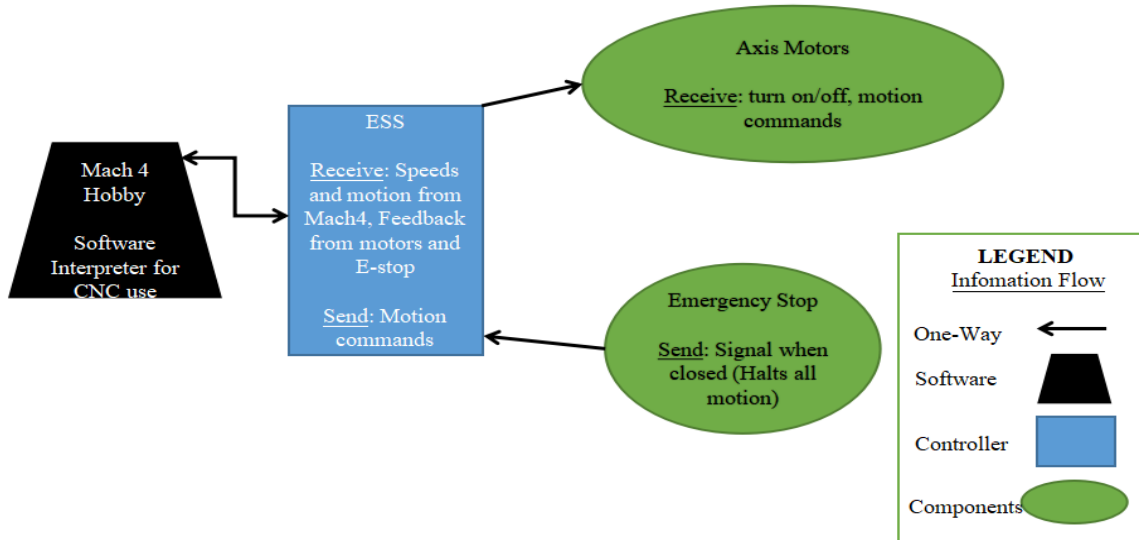 Mach 4
Hobby
Software
Interpreter for
CNC use
ESS
Receive: Speeds
and motion from
Mach4, Feedback
from motors and
E-stop
Send: Motion
commands
Axis Motors
Receive: turn on/off, motion
commands
Emergency Stop
Send: Signal when
closed (Halts all
motion)
LEGEND
Infomation Flow
One-Way
Software
Controller
Components